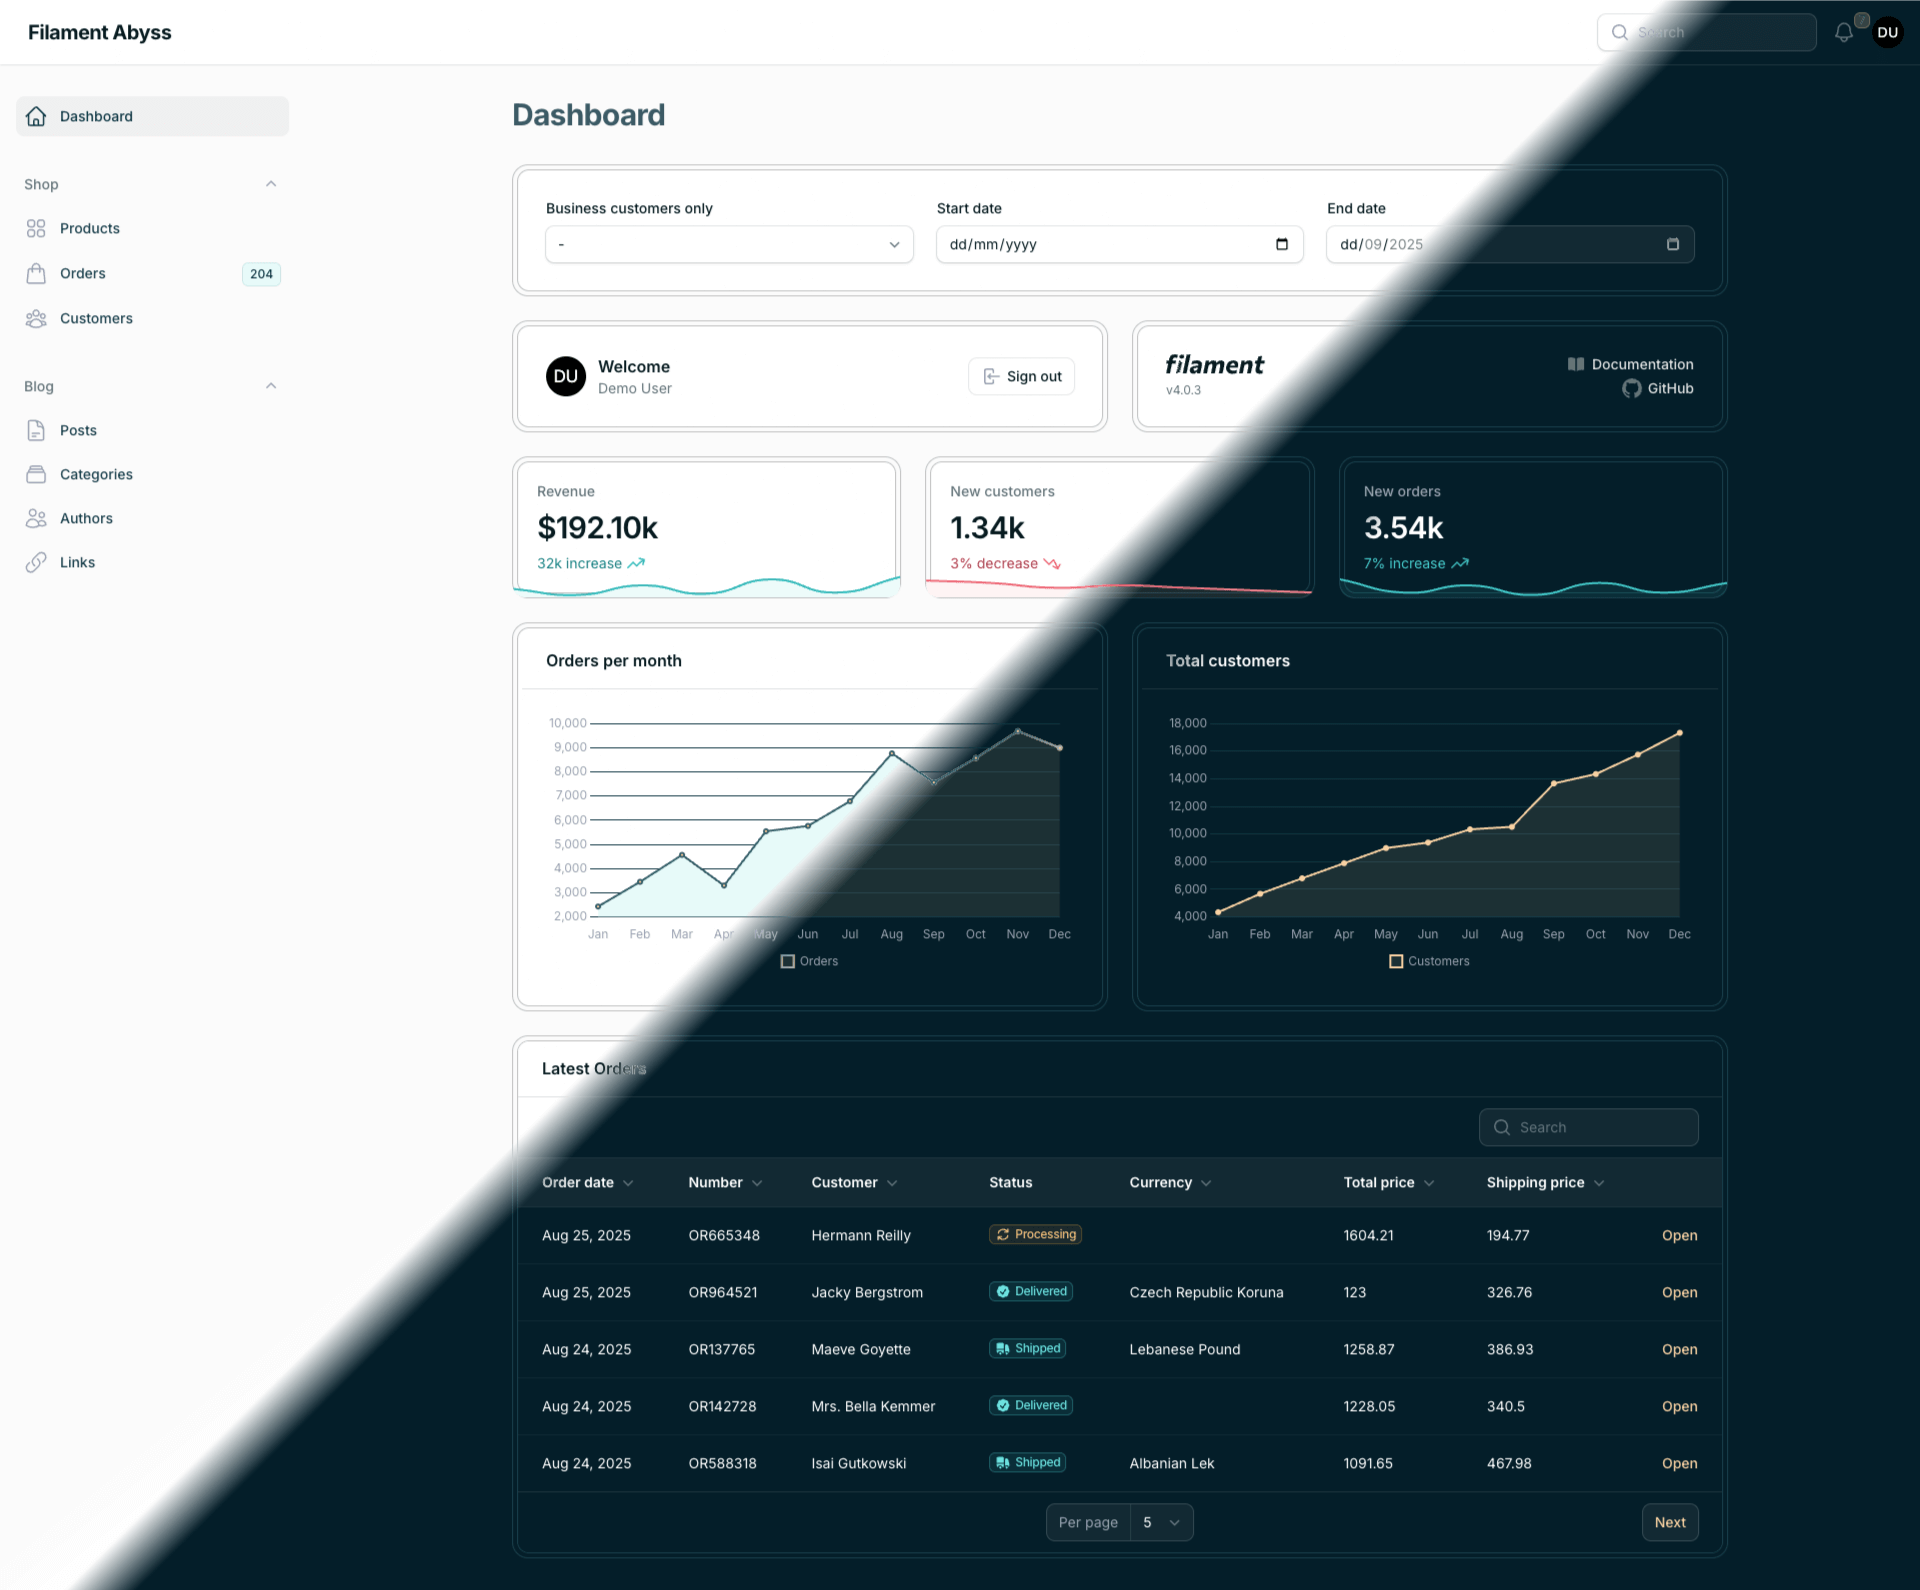 Filament Abyss
Search
7
DU
Dashboard
Shop
Products
Orders
204
Customers
Blog
Posts
Categories
Authors
Links
Dashboard
Business customers only
Start date
End date
-
dd/mm/yyyy
dd/09/2025
DU
Welcome
Demo User
Sign out
filament
v4.0.3
Documentation
GitHub
Revenue
$192.10k
32k increase
New customers
1.34k
3% decrease
New orders
3.54k
7% increase
Orders per month
10,000
9,000
8,000
7,000
6,000
5,000
4,000
3,000
2,000
Jan Feb Mar Apr May Jun Jul Aug Sep Oct Nov Dec
Orders
Total customers
18,000
16,000
14,000
12,000
10,000
8,000
6,000
4,000
Jan Feb Mar Apr May Jun Jul Aug Sep Oct Nov Dec
Customers
Latest Orders
Search
Order date Number Customer Status Currency Total price Shipping price
Aug 25, 2025 OR665348 Hermann Reilly Processing 1604.21 194.77 Open
Aug 25, 2025 OR964521 Jacky Bergstrom Delivered Czech Republic Koruna 123 326.76 Open
Aug 24, 2025 OR137765 Maeve Goyette Shipped Lebanese Pound 1258.87 386.93 Open
Aug 24, 2025 OR142728 Mrs. Bella Kemmer Delivered 1228.05 340.5 Open
Aug 24, 2025 OR588318 Isai Gutkowski Shipped Albanian Lek 1091.65 467.98 Open
Per page 5
Next